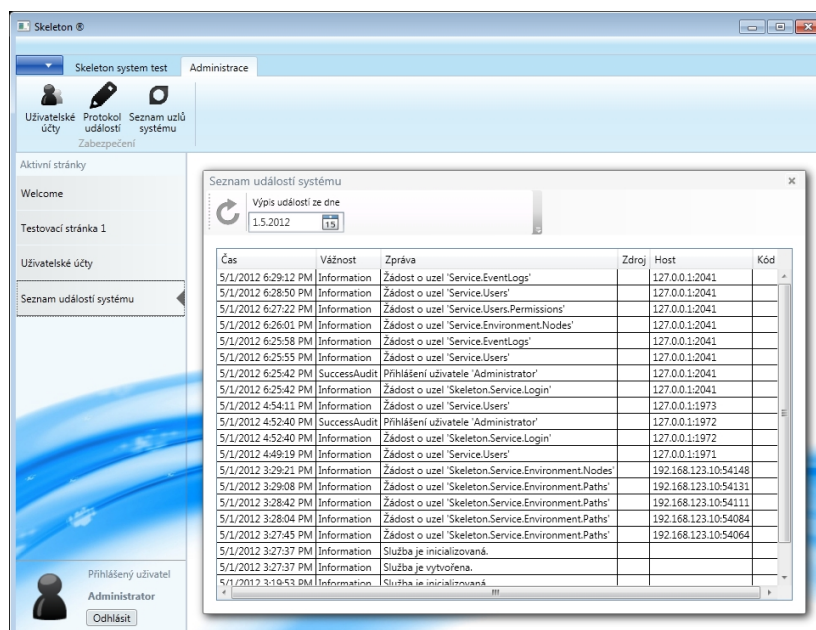 Skeleton ®
Skeleton system test Administrace
Uživatelské účty
Protokol událostí
Seznam uzlů systému
Zabezpečení
Aktivní stránky
Welcome
Testovací stránka 1
Uživatelské účty
Seznam událostí systému
Přihlášený uživatel
Administrator
Odhlásit
Seznam událostí systému
Výpis událostí ze dne
1.5.2012 15
Čas Vážnost Zpráva Zdroj Host Kód
5/1/2012 6:29:12 PM Information Žádost o uzel 'Service.EventLogs' 127.0.0.1:2041
5/1/2012 6:28:50 PM Information Žádost o uzel 'Service.Users' 127.0.0.1:2041
5/1/2012 6:27:22 PM Information Žádost o uzel 'Service.Users.Permissions' 127.0.0.1:2041
5/1/2012 6:26:01 PM Information Žádost o uzel 'Service.Environment.Nodes' 127.0.0.1:2041
5/1/2012 6:25:58 PM Information Žádost o uzel 'Service.EventLogs' 127.0.0.1:2041
5/1/2012 6:25:55 PM Information Žádost o uzel 'Service.Users' 127.0.0.1:2041
5/1/2012 6:25:42 PM SuccessAudit Přihlášení uživatele 'Administrator' 127.0.0.1:2041
5/1/2012 6:25:42 PM Information Žádost o uzel 'Skeleton.Service.Login' 127.0.0.1:2041
5/1/2012 4:54:11 PM Information Žádost o uzel 'Service.Users' 127.0.0.1:1973
5/1/2012 4:52:40 PM SuccessAudit Přihlášení uživatele 'Administrator' 127.0.0.1:1972
5/1/2012 4:52:40 PM Information Žádost o uzel 'Skeleton.Service.Login' 127.0.0.1:1972
5/1/2012 4:49:19 PM Information Žádost o uzel 'Service.Users' 127.0.0.1:1971
5/1/2012 3:29:21 PM Information Žádost o uzel 'Skeleton.Service.Environment.Nodes' 192.168.123.10:54148
5/1/2012 3:29:08 PM Information Žádost o uzel 'Skeleton.Service.Environment.Paths' 192.168.123.10:54131
5/1/2012 3:28:42 PM Information Žádost o uzel 'Skeleton.Service.Environment.Paths' 192.168.123.10:54111
5/1/2012 3:28:04 PM Information Žádost o uzel 'Skeleton.Service.Environment.Paths' 192.168.123.10:54084
5/1/2012 3:27:45 PM Information Žádost o uzel 'Skeleton.Service.Environment.Paths' 192.168.123.10:54064
5/1/2012 3:27:37 PM Information Služba je inicializovaná.
5/1/2012 3:27:37 PM Information Služba je vytvořena.
5/1/2012 3:19:53 PM Information Služba je inicializovaná.